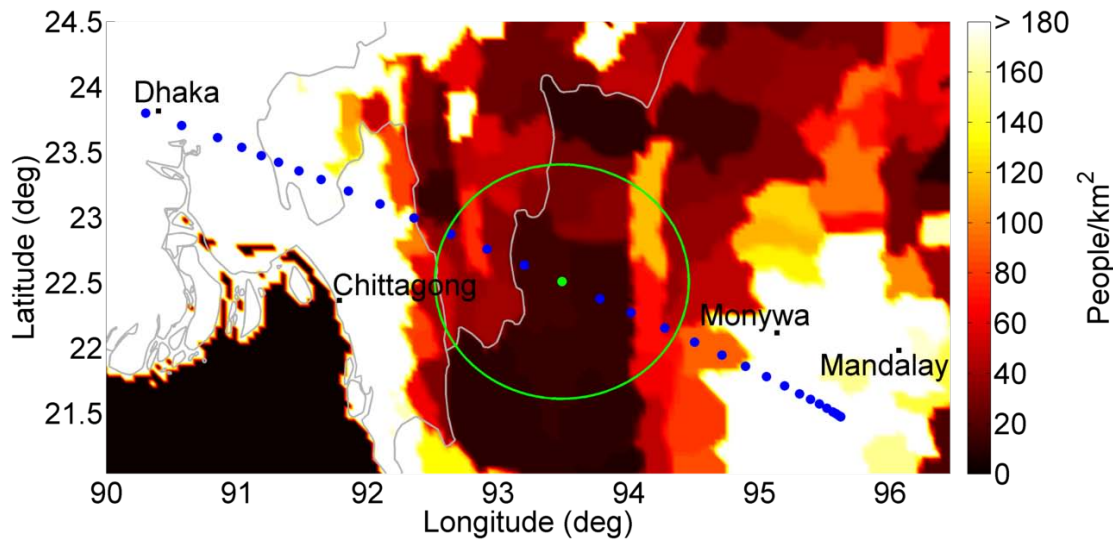 24.5
24
23.5
23
22.5
22
21.5
Latitude (deg)
Dhaka
Chittagong
Monywa
Mandalay
90 91 92 93 94 95 96
Longitude (deg)
> 180
160
140
120
100
80
60
40
20
0
People/km²